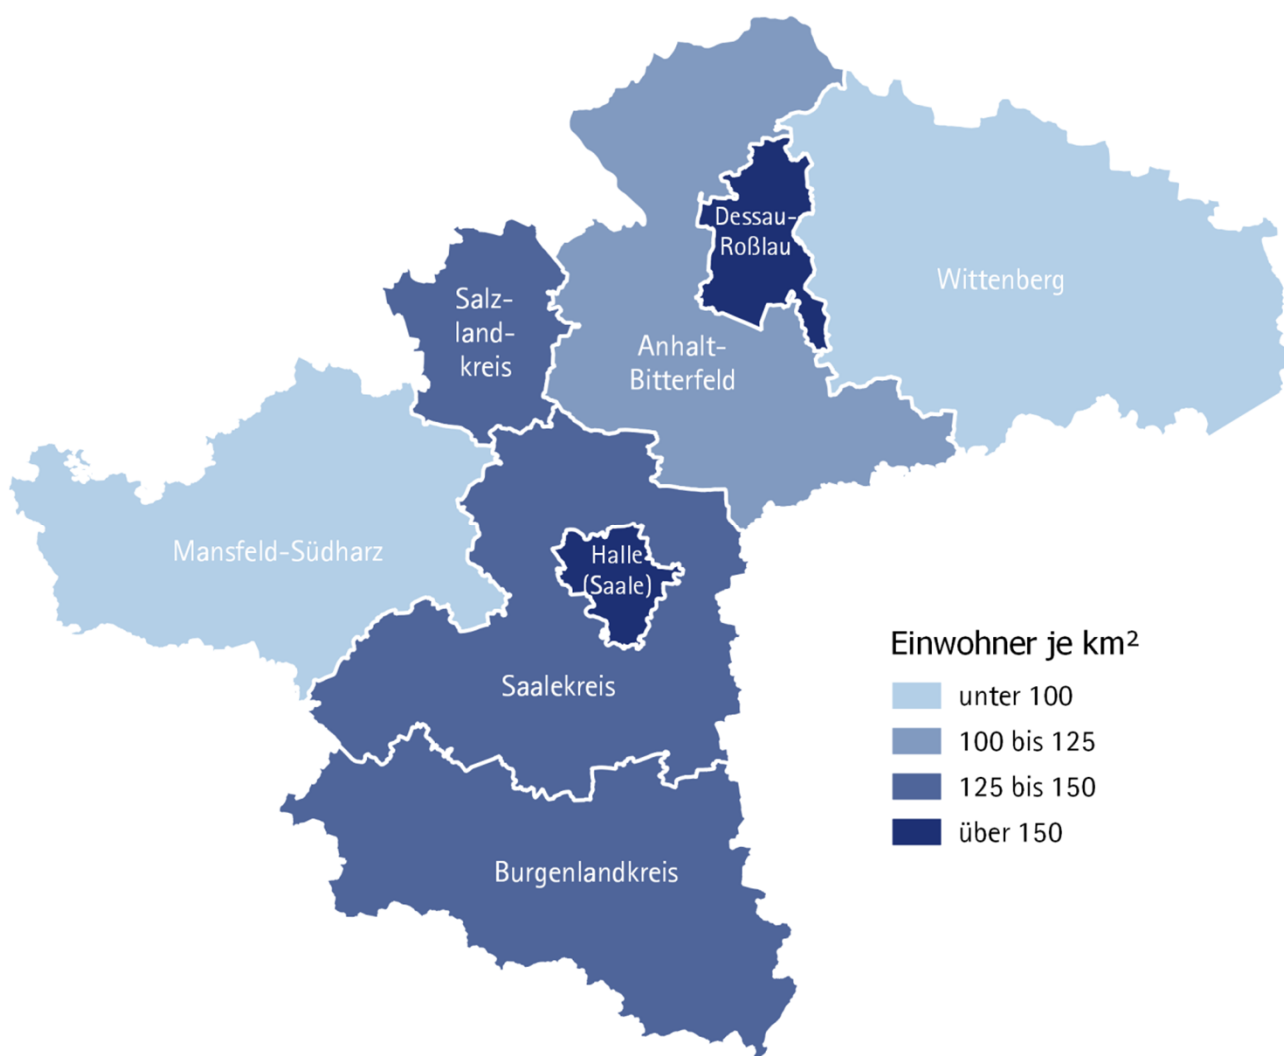 Dessau-
Roßlau
Wittenberg
Salz-
land-
kreis
Anhalt-
Bitterfeld
Mansfeld-Südharz
Halle
(Saale)
Saalekreis
Burgenlandkreis
Einwohner je km²
unter 100
100 bis 125
125 bis 150
über 150